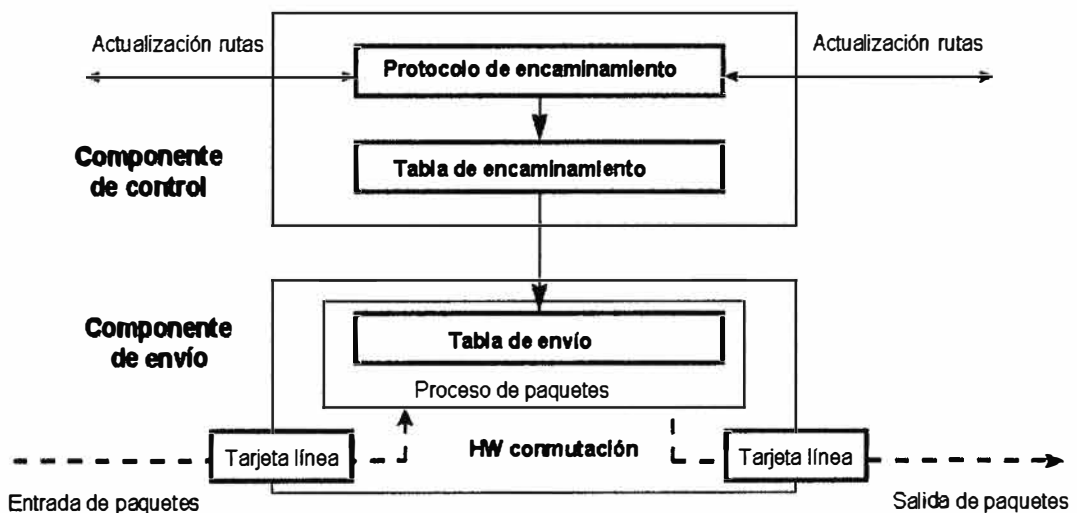 Actualización rutas
Actualización rutas
Protocolo de encaminamiento
Componente
de control
Tabla de encaminamiento
Componente
de envío
Tabla de envío
Proceso de paquetes
HW conmutación
Tarjeta línea
Tarjeta línea
Entrada de paquetes
Salida de paquetes